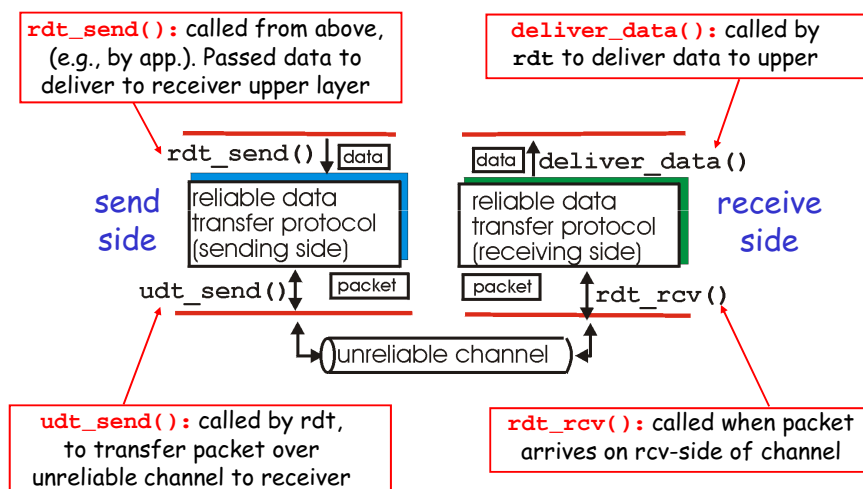 rdt_send(): called from above,
(e.g., by app.). Passed data to
deliver to receiver upper layer
deliver_data(): called by
rdt to deliver data to upper
rdt_send()
data
data
deliver_data()
send
side
reliable data
transfer protocol
(sending side)
reliable data
transfer protocol
(receiving side)
receive
side
udt_send()
packet
packet
rdt_rcv()
unreliable channel
udt_send(): called by rdt,
to transfer packet over
unreliable channel to receiver
rdt_rcv(): called when packet
arrives on rcv-side of channel